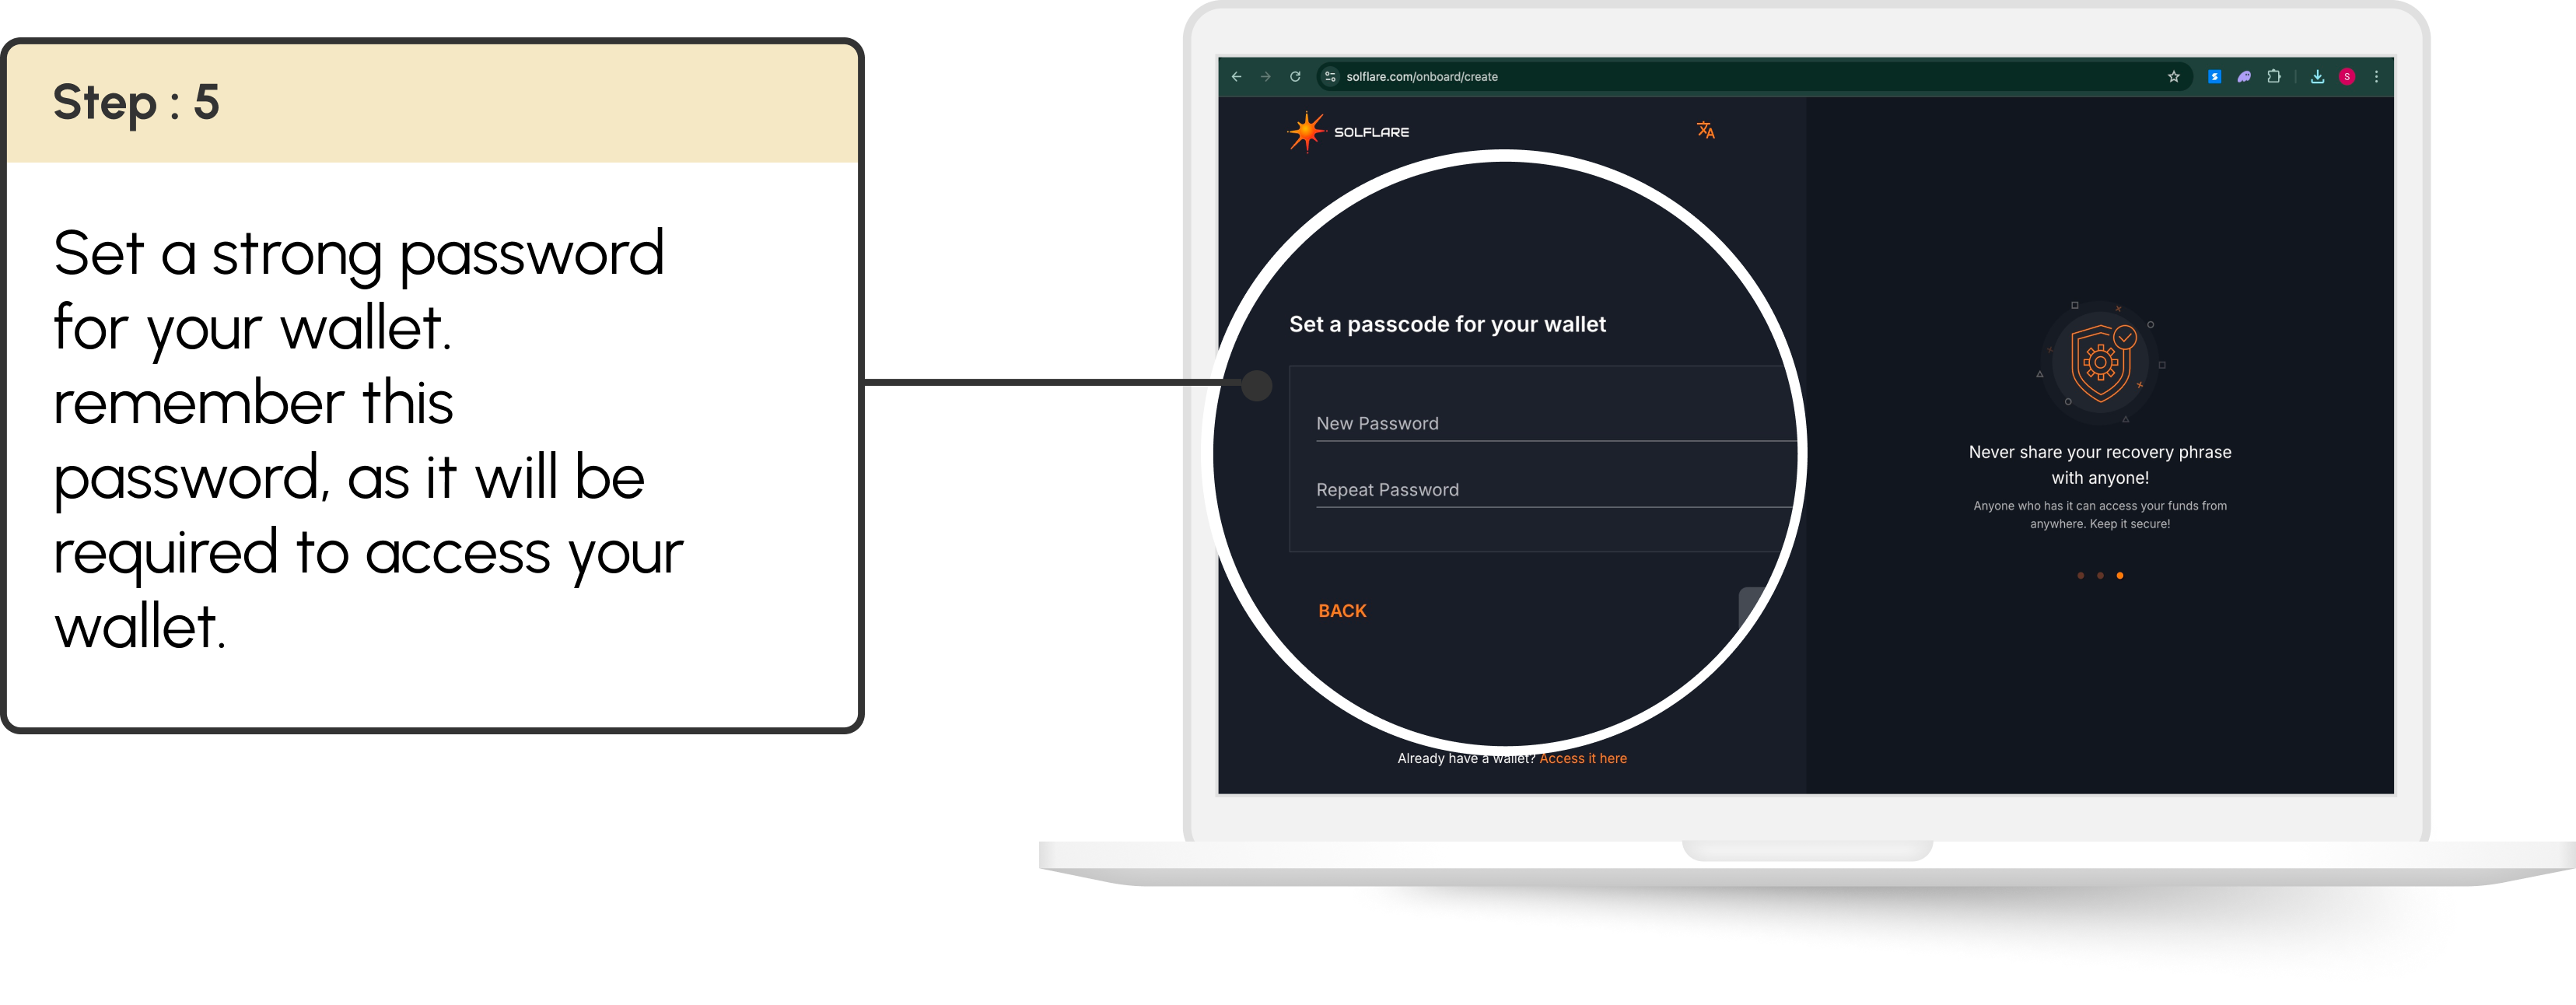 Step : 5
Set a strong password
for your wallet.
remember this
password, as it will be
required to access your
wallet.
solflare.com/onboard/create
S
SOLFLARE
Set a passcode for your wallet
New Password
Repeat Password
BACK
Already have a wallet? Access it here
Never share your recovery phrase
with anyone!
Anyone who has it can access your funds from
anywhere. Keep it secure!